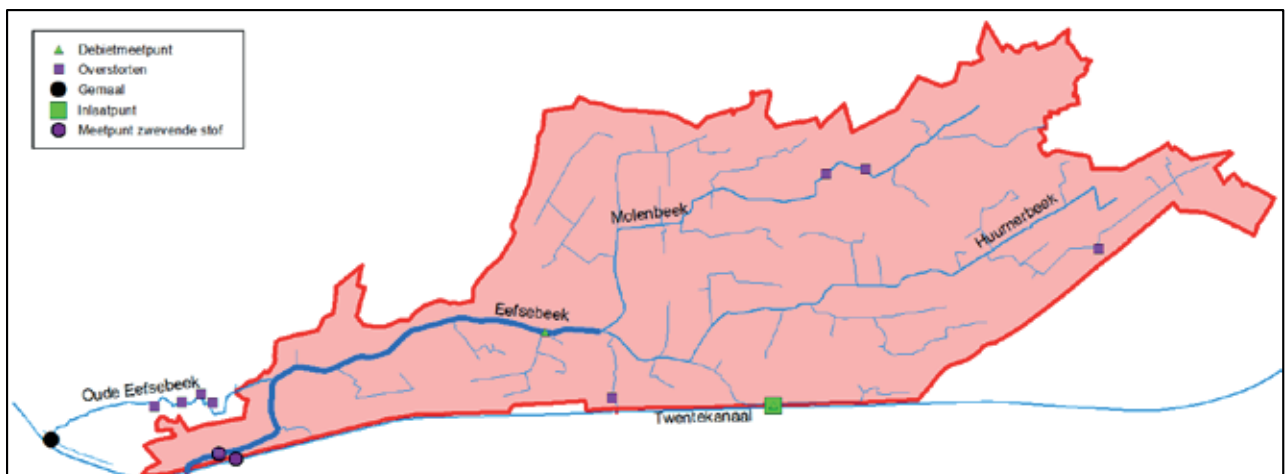 Debietmeetpunt
Overstorten
Gemaal
Inlaatpunt
Meetpunt zwevende stof
Molenbeek
Huurnerbeek
Eefsebeek
Oude Eefsebeek
Twentekanaal